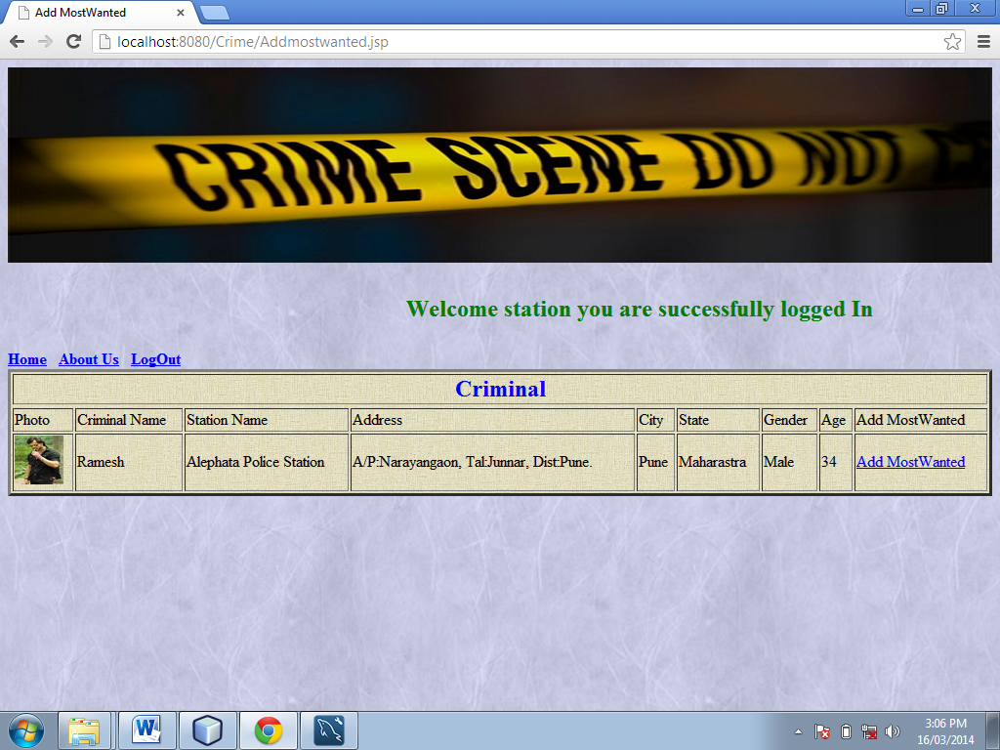 Add MostWanted
localhost:8080/Crime/Addmostwanted.jsp
CRIME SCENE DO NOT
Welcome station you are successfully logged In
Home About Us LogOut
Criminal
Photo Criminal Name Station Name Address City State Gender Age Add MostWanted
Ramesh Alephata Police Station A/P:Narayangaon, Tal:Junnar, Dist:Pune. Pune Maharastra Male 34 Add MostWanted
3:06 PM
16/03/2014